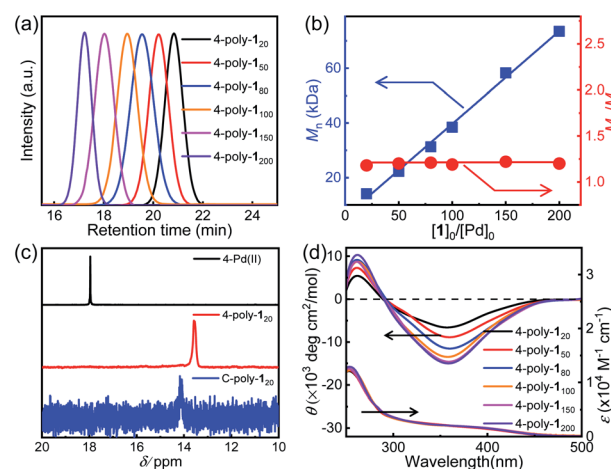 (a)
Intensity (a.u.)
4-poly-1₂₀
4-poly-1₅₀
4-poly-1₈₀
4-poly-1₁₀₀
4-poly-1₁₅₀
4-poly-1₂₀₀
16 18 20 22 24
Retention time (min)
(b)
Mn (kDa)
80
60
40
20
2.5
2.0
1.5
1.0
0 50 100 150 200
[1]₀/[Pd]₀
(c)
4-Pd(II)
4-poly-1₂₀
C-poly-1₂₀
20 18 16 14 12 10
δ/ppm
(d)
θ (×10³ deg cm²/mol)
10
0
-10
-20
-30
4-poly-1₂₀
4-poly-1₅₀
4-poly-1₈₀
4-poly-1₁₀₀
4-poly-1₁₅₀
4-poly-1₂₀₀
3
2
1
0
ε (×10⁴ M⁻¹ cm⁻¹)
300 400 500
Wavelength(nm)